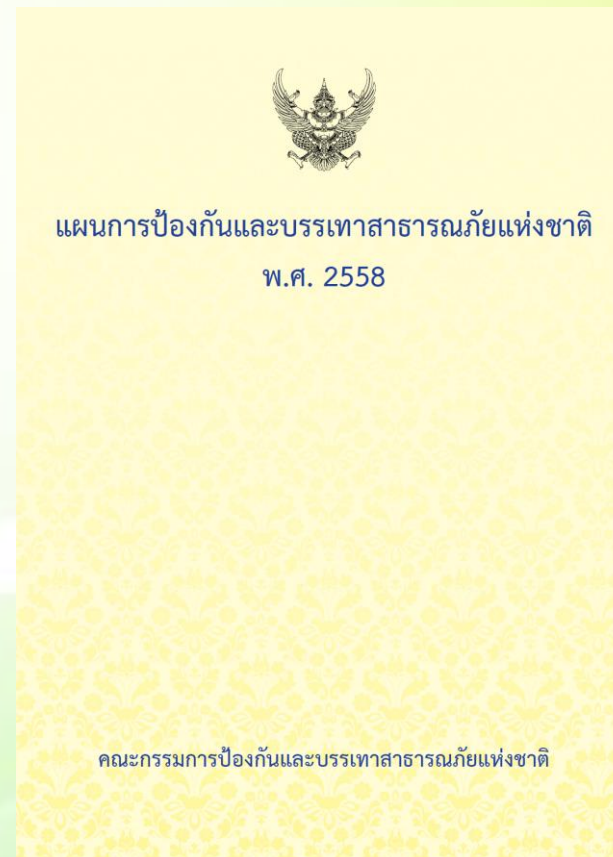 แผนการป้องกันและบรรเทาสาธารณภัยแห่งชาติ
พ.ศ. 2558
คณะกรรมการป้องกันและบรรเทาสาธารณภัยแห่งชาติ